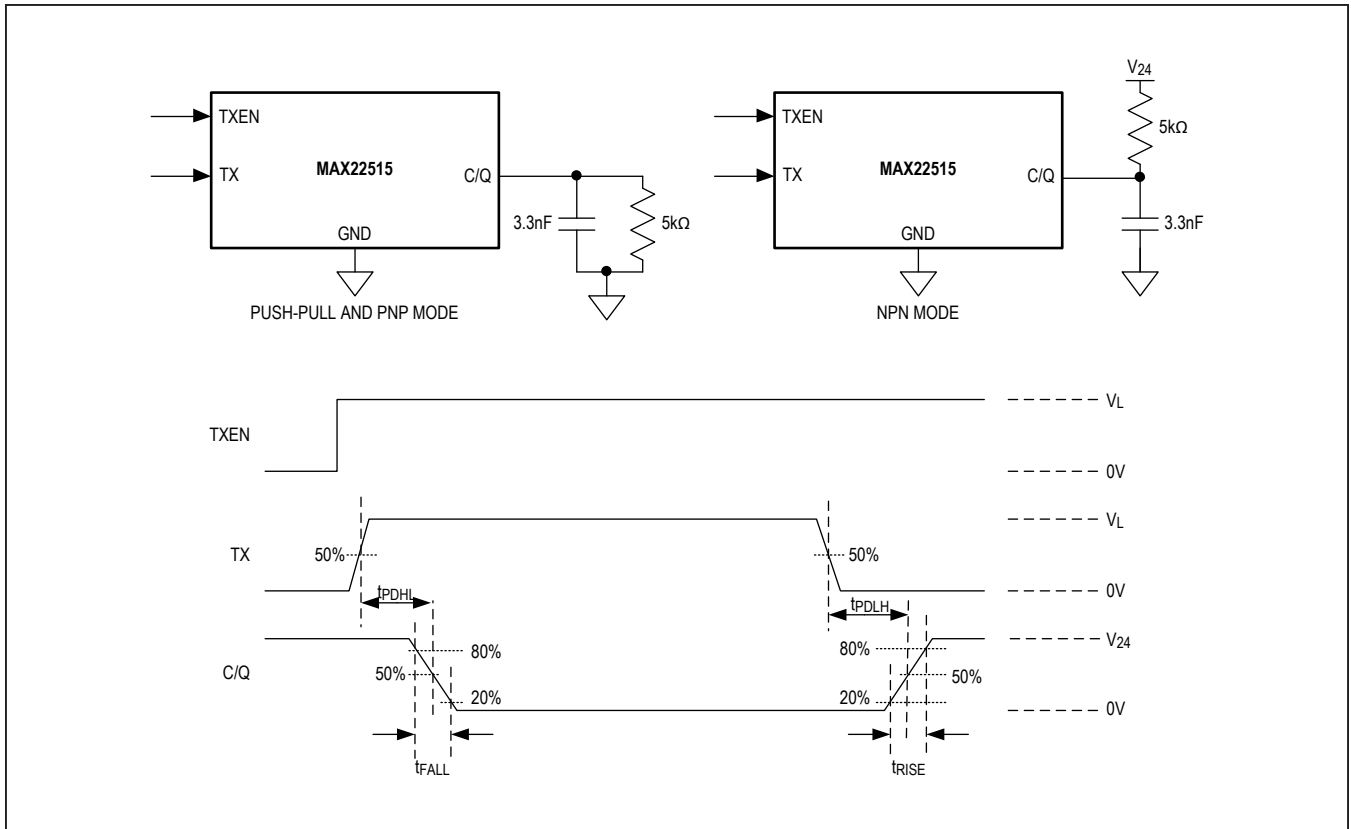 V24
TXEN
TX
MAX22515
C/Q
GND
3.3nF
5kΩ
PUSH-PULL AND PNP MODE
TXEN
TX
MAX22515
C/Q
GND
5kΩ
3.3nF
NPN MODE
TXEN
VL
0V
TX
50%
50%
VL
0V
tPDHL
tPDLH
C/Q
80%
50%
20%
80%
50%
20%
V24
0V
tFALL
tRISE